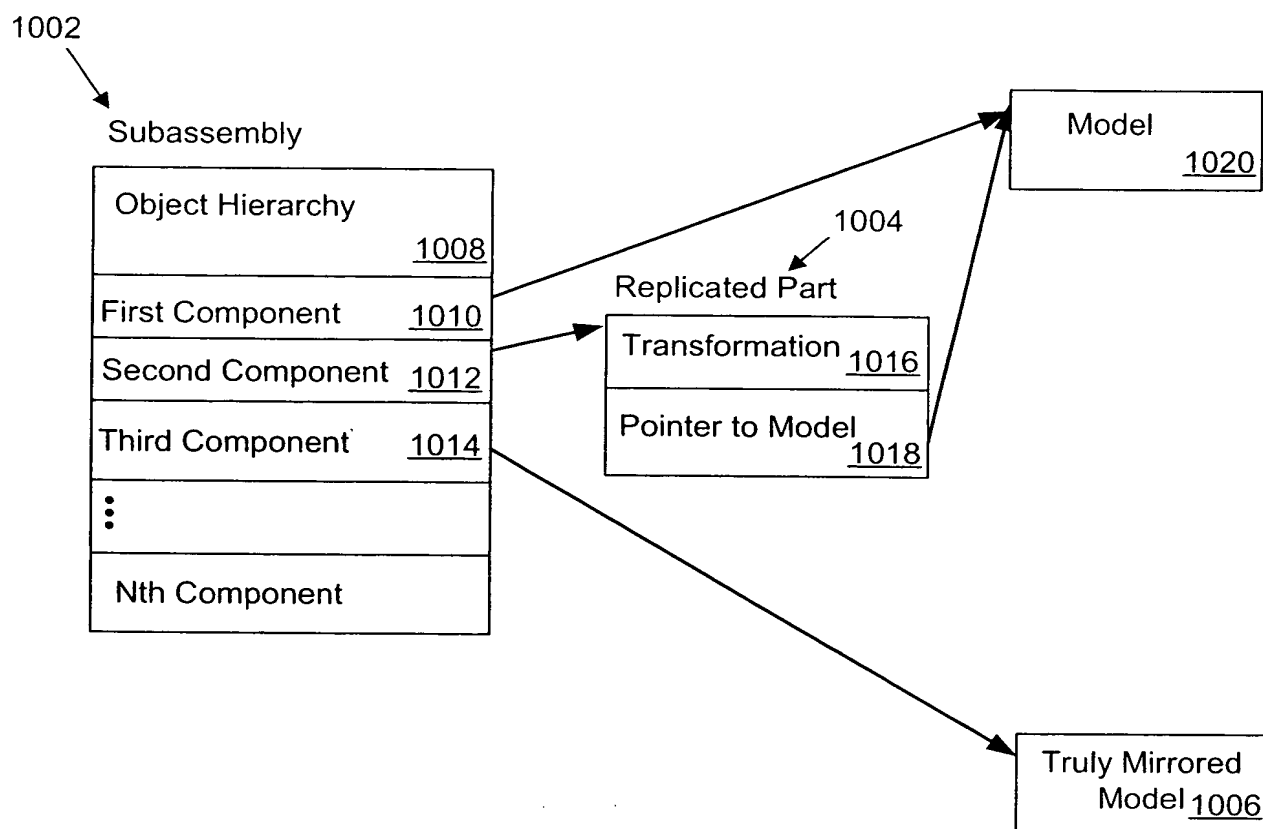 1002
Subassembly
Object Hierarchy
1008
First Component 1010
Second Component 1012
Third Component 1014
Nth Component
1004
Replicated Part
Transformation 1016
Pointer to Model
1018
Model
1020
Truly Mirrored
Model 1006